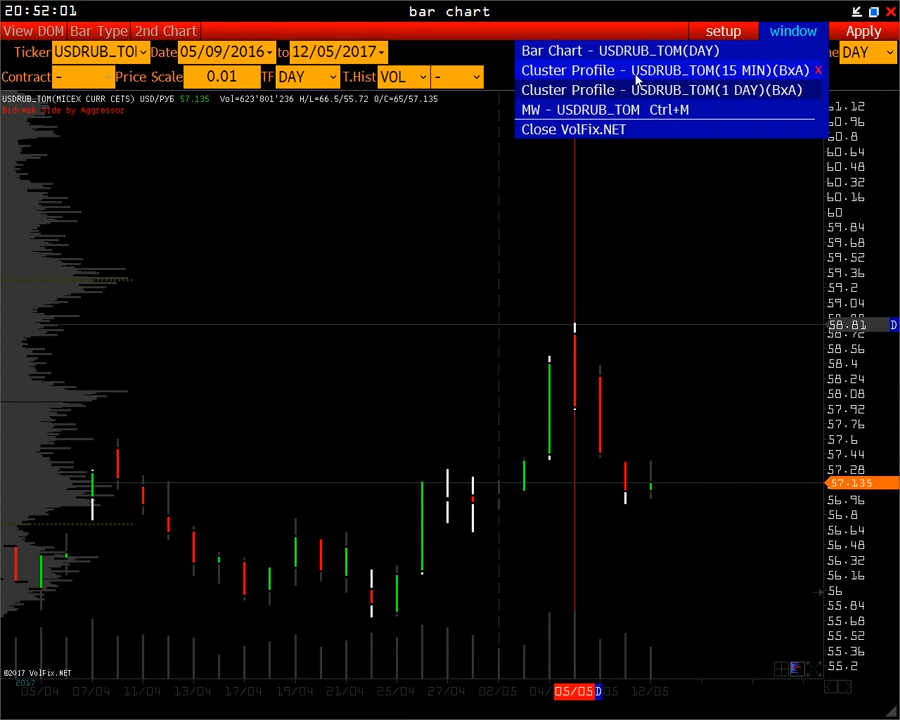 20:52:01
bar chart
View DOM
Bar Type
2nd Chart
setup
window
Apply
Ticker
USDRUB_TO
Date
05/09/2016
to
12/05/2017
DAY
Contract
-
Price Scale
0.01
TF
DAY
T.Hist
VOL
-
Bar Chart - USDRUB_TOM(DAY)
Cluster Profile - USDRUB_TOM(15 MIN)(BxA) x
Cluster Profile - USDRUB_TOM(1 DAY)(BxA)
MW - USDRUB_TOM Ctrl+M
Close VolFix.NET
USDRUB_TOM(MICEX CURR CETS) USD/РУБ 57.135 Vol=623'801'236 H/L=66.5/55.72 O/C=65/57.135
Bid-Ask Side by Aggressor
61.12
60.96
60.8
60.64
60.48
60.32
60.16
60
59.84
59.68
59.52
59.36
59.2
59.04
58.81 D
58.72
58.56
58.4
58.24
58.08
57.92
57.76
57.6
57.44
57.28
57.135
56.96
56.8
56.64
56.48
56.32
56.16
56
55.84
55.68
55.52
55.36
55.2
©2017 VolFix.NET
2017
05/04
07/04
11/04
13/04
17/04
19/04
21/04
25/04
27/04
02/05
04/
05/05 D
05
12/05